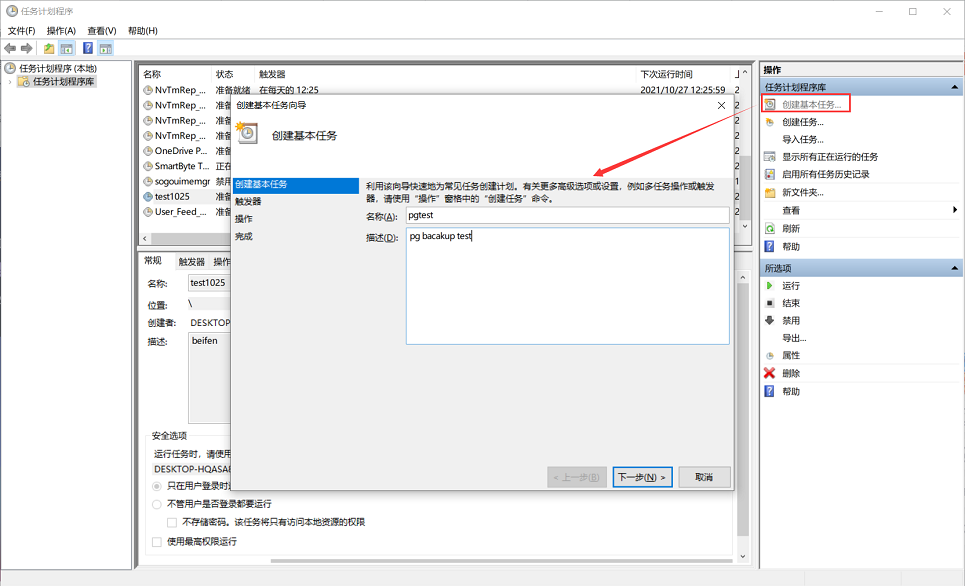 任务计划程序
文件(F) 操作(A) 查看(V) 帮助(H)
任务计划程序 (本地)
任务计划程序库
名称 状态 触发器 下次运行时间 上
NvTmRep_... 准备就绪 在每天的 12:25 2021/10/27 12:25:59 2
NvTmRep_... 准备
NvTmRep_... 准备
NvTmRep_... 准备
OneDrive P... 准备
SmartByte T... 正在
sogouimemgr 禁用
test1025 准备
User_Feed_... 准备
常规 触发器 操作
名称: test1025
位置: \
创建者: DESKTOP
描述: beifen
安全选项
运行任务时，请使用
DESKTOP-HQASAE
只在用户登录时
不管用户是否登录都要运行
不存储密码。该任务将只有访问本地资源的权限
使用最高权限运行
创建基本任务向导
创建基本任务
创建基本任务
触发器
操作
完成
利用该向导快速地为常见任务创建计划。有关更多高级选项或设置，例如多任务操作或触发
器，请使用“操作”窗格中的“创建任务”命令。
名称(A): pgtest
描述(D): pg bacakup test
< 上一步(B) 下一步(N) > 取消
操作
任务计划程序库
创建基本任务...
创建任务...
导入任务...
显示所有正在运行的任务
启用所有任务历史记录
新文件夹...
查看
刷新
帮助
所选项
运行
结束
禁用
导出...
属性
删除
帮助